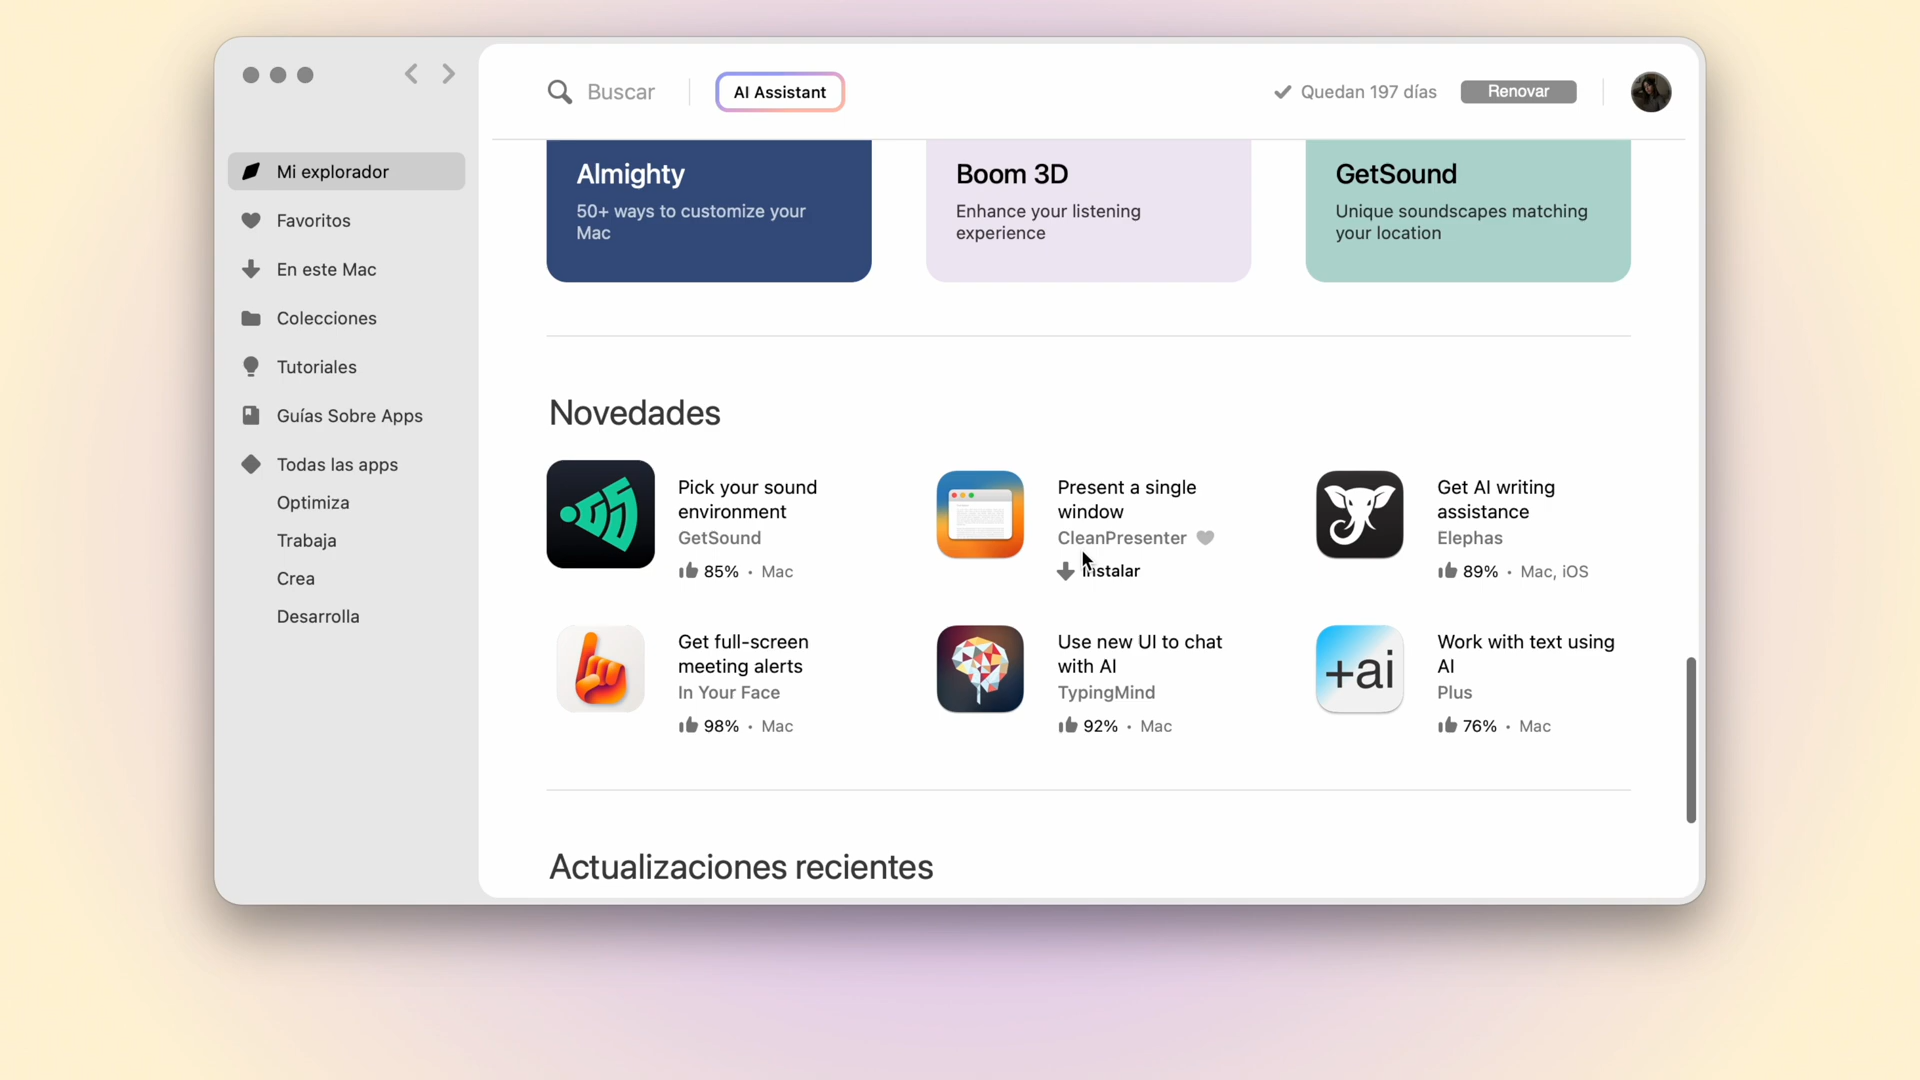 Buscar
AI Assistant
Quedan 197 días
Renovar
Mi explorador
Favoritos
En este Mac
Colecciones
Tutoriales
Guías Sobre Apps
Todas las apps
Optimiza
Trabaja
Crea
Desarrolla
Almighty
50+ ways to customize your
Mac
Boom 3D
Enhance your listening
experience
GetSound
Unique soundscapes matching
your location
Novedades
Pick your sound
environment
GetSound
85% · Mac
Present a single
window
CleanPresenter
Instalar
Get AI writing
assistance
Elephas
89% · Mac, iOS
Get full-screen
meeting alerts
In Your Face
98% · Mac
Use new UI to chat
with AI
TypingMind
92% · Mac
+ai
Work with text using
AI
Plus
76% · Mac
Actualizaciones recientes